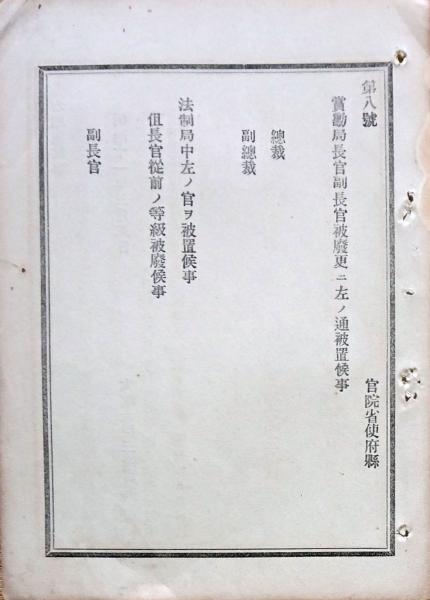 第八號
官院省使府縣
賞勳局長官副長官被廢更ニ左ノ通被置候事
總裁
副總裁
法制局中左ノ官ヲ被置候事
但長官從前ノ等級被廢候事
副長官